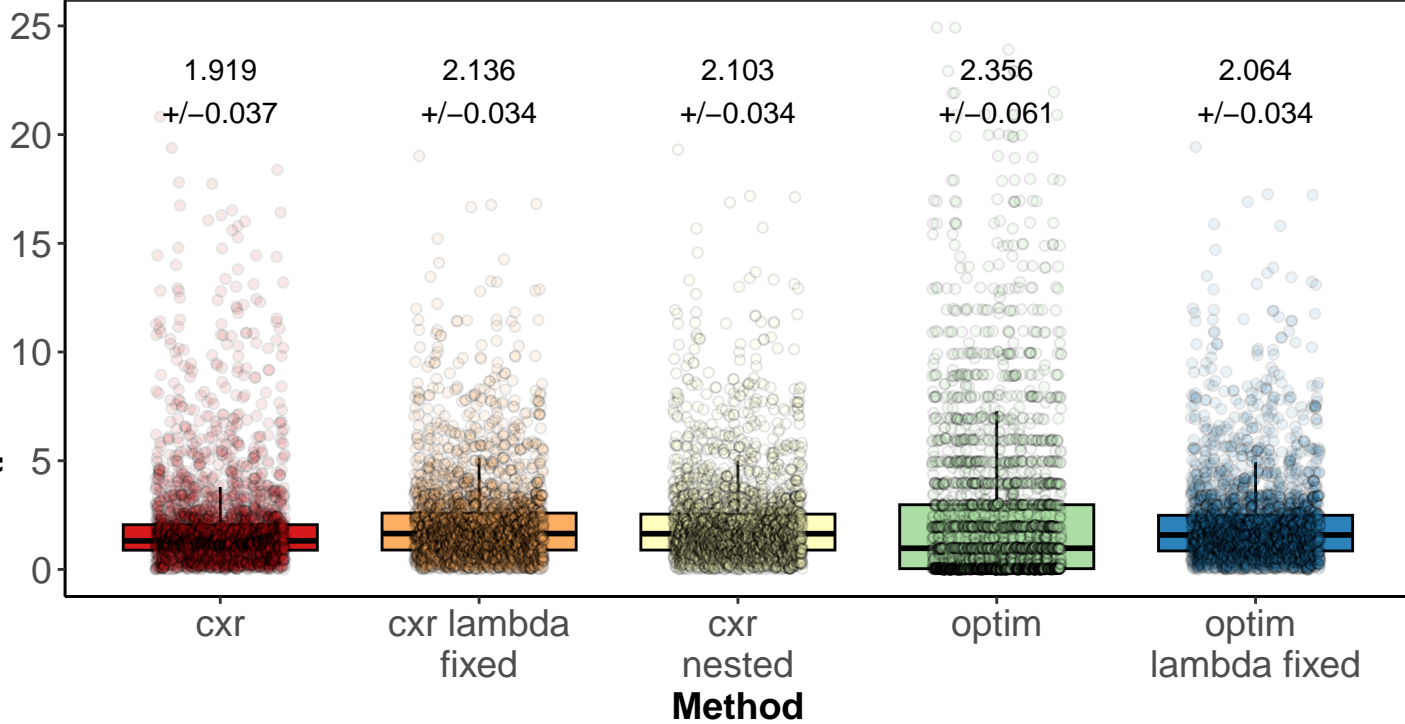 25
20
15
10
5
0
1.919
+/−0.037
2.136
+/−0.034
2.103
+/−0.034
2.356
+/−0.061
2.064
+/−0.034
cxr
cxr lambda
fixed
cxr
nested
optim
optim
lambda fixed
Method